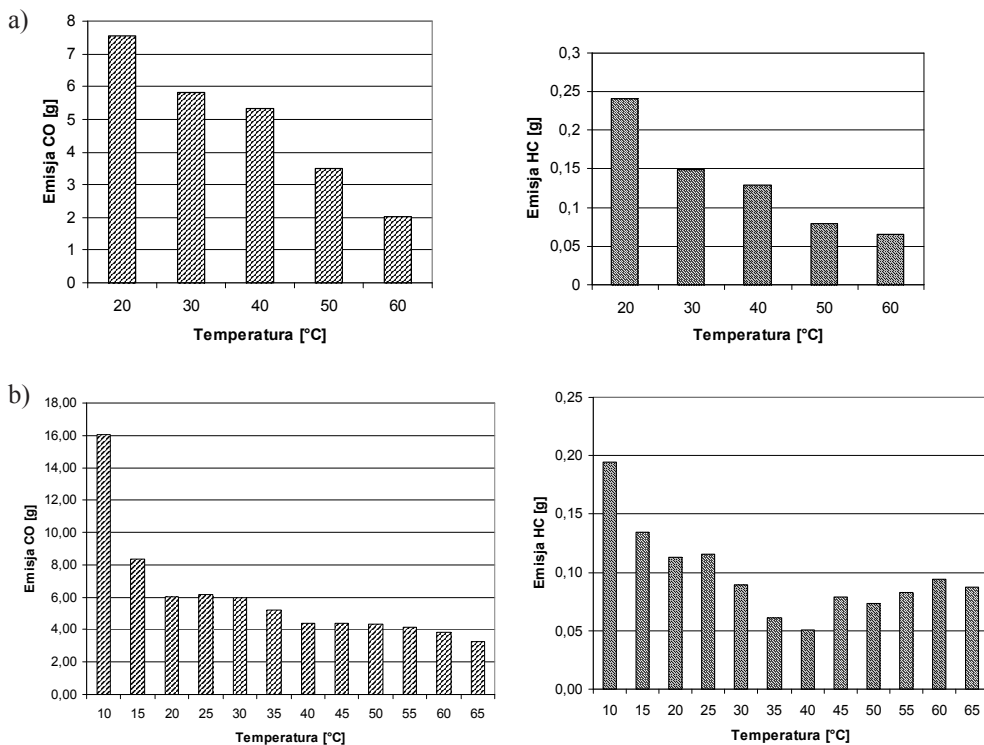 a)
8
7
6
5
4
3
2
1
0
Emisja CO [g]
20 30 40 50 60
Temperatura [°C]
0,3
0,25
0,2
0,15
0,1
0,05
0
Emisja HC [g]
20 30 40 50 60
Temperatura [°C]
b)
18,00
16,00
14,00
12,00
10,00
8,00
6,00
4,00
2,00
0,00
Emisja CO [g]
10 15 20 25 30 35 40 45 50 55 60 65
Temperatura [°C]
0,25
0,20
0,15
0,10
0,05
0,00
Emisja HC [g]
10 15 20 25 30 35 40 45 50 55 60 65
Temperatura [°C]